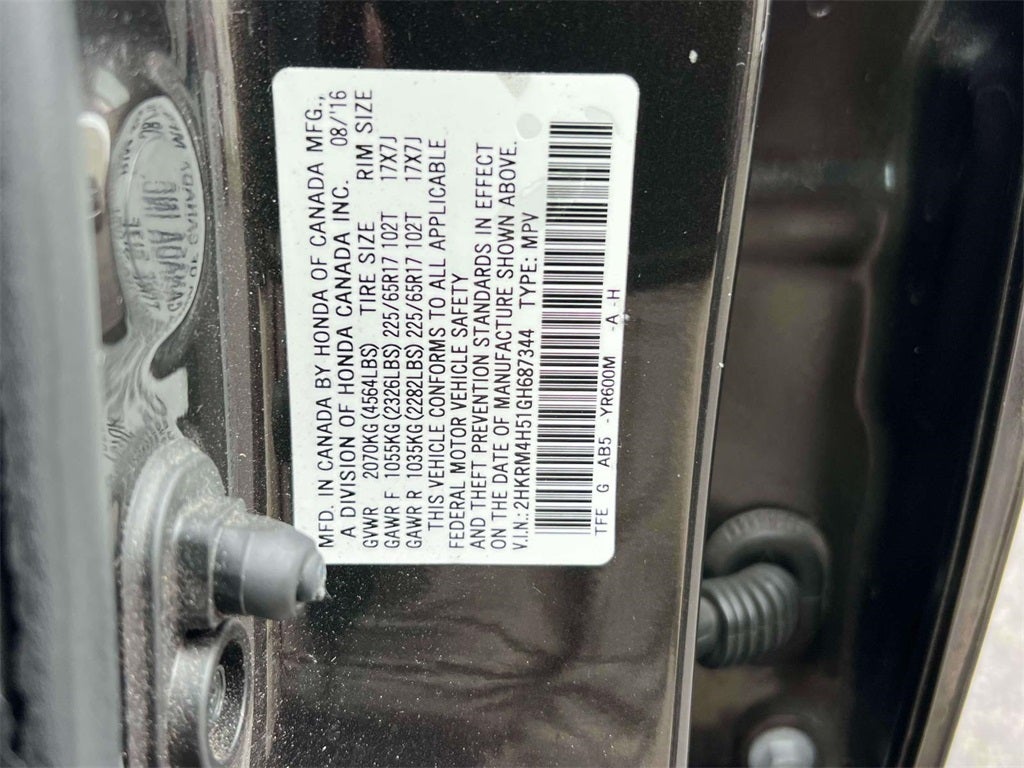 MFD. IN CANADA BY HONDA OF CANADA MFG.,
A DIVISION OF HONDA CANADA INC. 08/'16
GVWR 2070KG(4564LBS) TIRE SIZE RIM SIZE
GAWR F 1055KG(2326LBS) 225/65R17 102T 17X7J
GAWR R 1035KG(2282LBS) 225/65R17 102T 17X7J
THIS VEHICLE CONFORMS TO ALL APPLICABLE
FEDERAL MOTOR VEHICLE SAFETY
AND THEFT PREVENTION STANDARDS IN EFFECT
ON THE DATE OF MANUFACTURE SHOWN ABOVE.
V.I.N.:2HKRM4H51GH687344 TYPE: MPV
TFE G AB5 -YR600M -A -H